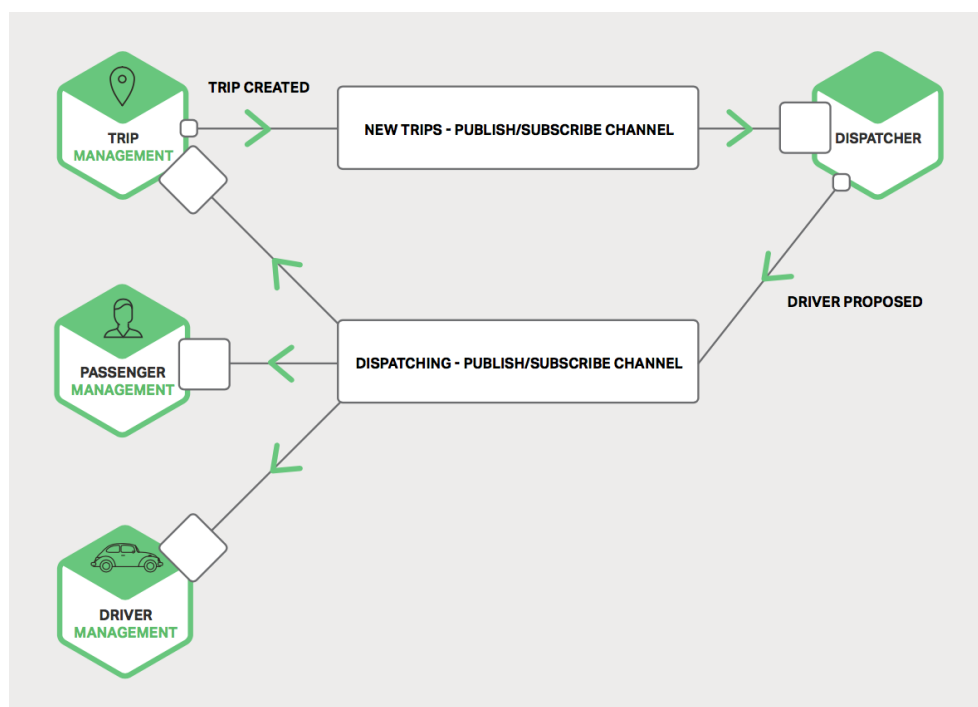 TRIP CREATED
TRIP
MANAGEMENT
NEW TRIPS - PUBLISH/SUBSCRIBE CHANNEL
DISPATCHER
DRIVER PROPOSED
PASSENGER
MANAGEMENT
DISPATCHING - PUBLISH/SUBSCRIBE CHANNEL
DRIVER
MANAGEMENT